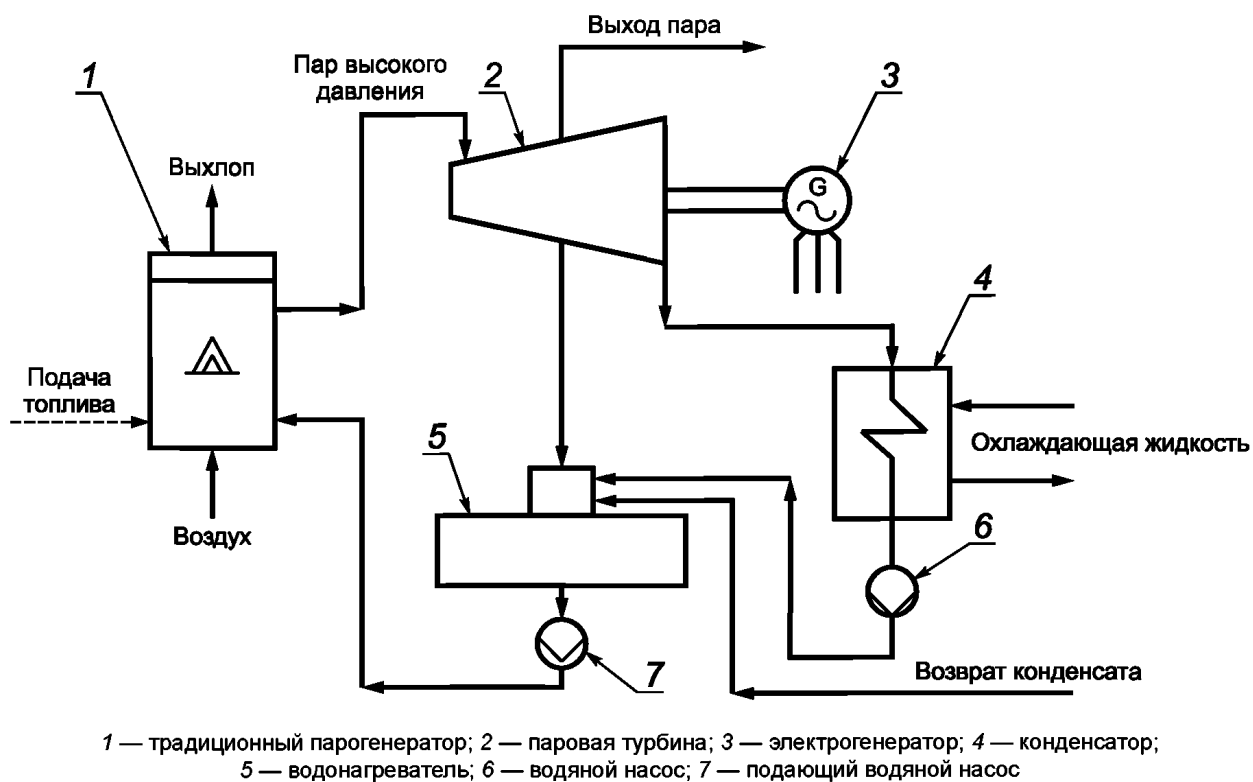 Выход пара
1
Пар высокого
давления
2
3
Выхлоп
G
4
Подача
топлива
5
Охлаждающая жидкость
Воздух
6
7
Возврат конденсата
1 — традиционный парогенератор; 2 — паровая турбина; 3 — электрогенератор; 4 — конденсатор;
5 — водонагреватель; 6 — водяной насос; 7 — подающий водяной насос